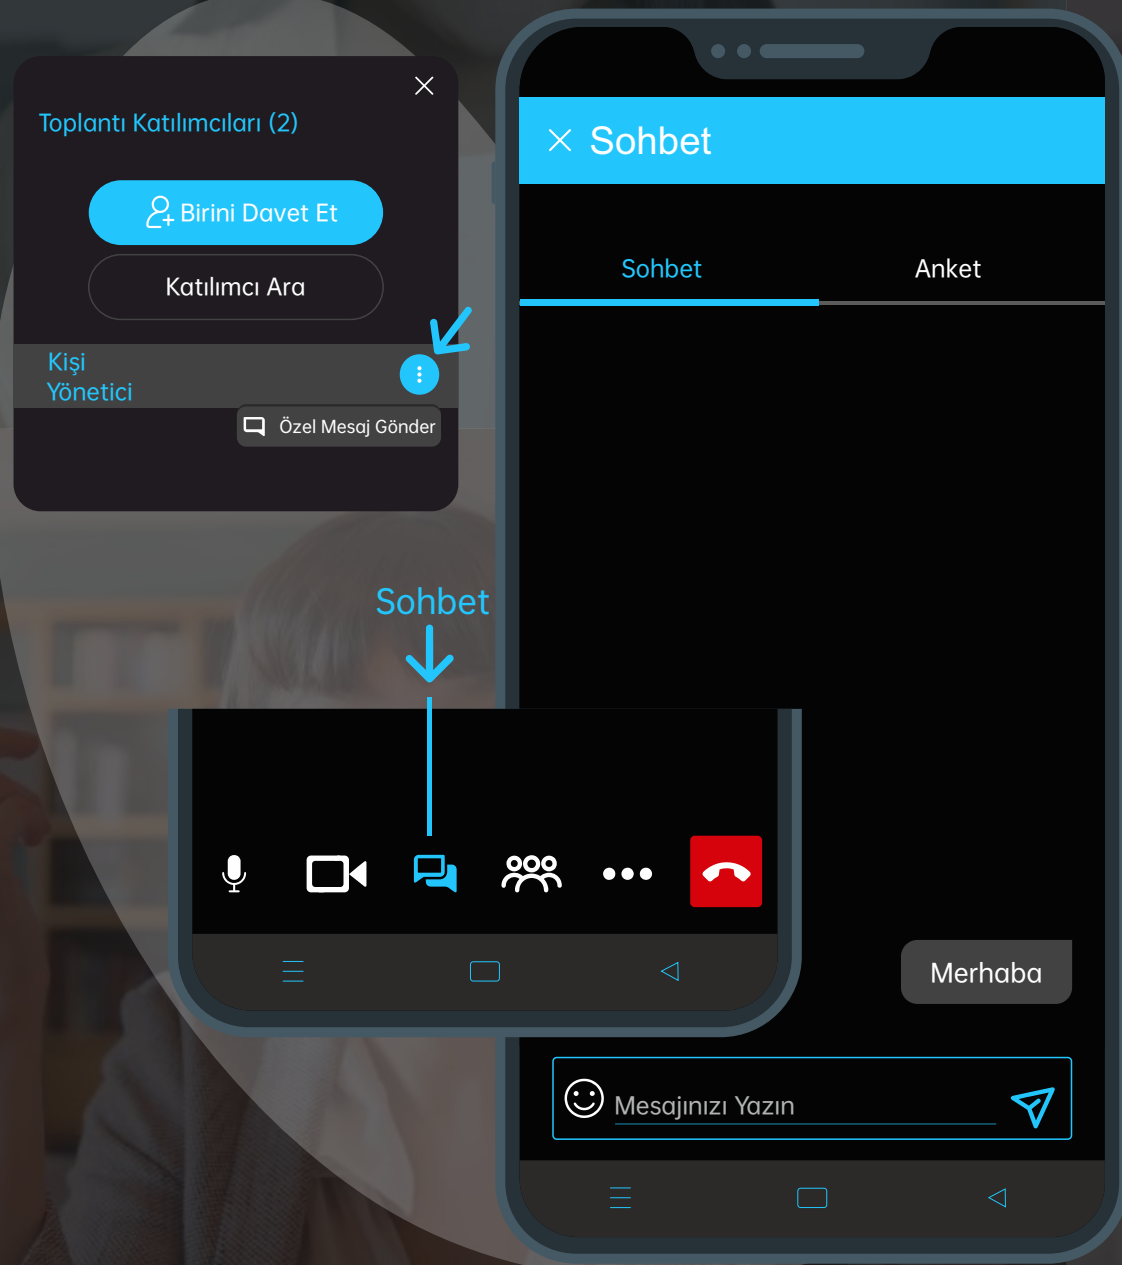 Toplantı Katılımcıları (2)
Birini Davet Et
Katılımcı Ara
Kişi
Yönetici
Özel Mesaj Gönder
Sohbet
Sohbet
Sohbet Anket
Merhaba
Mesajınızı Yazın